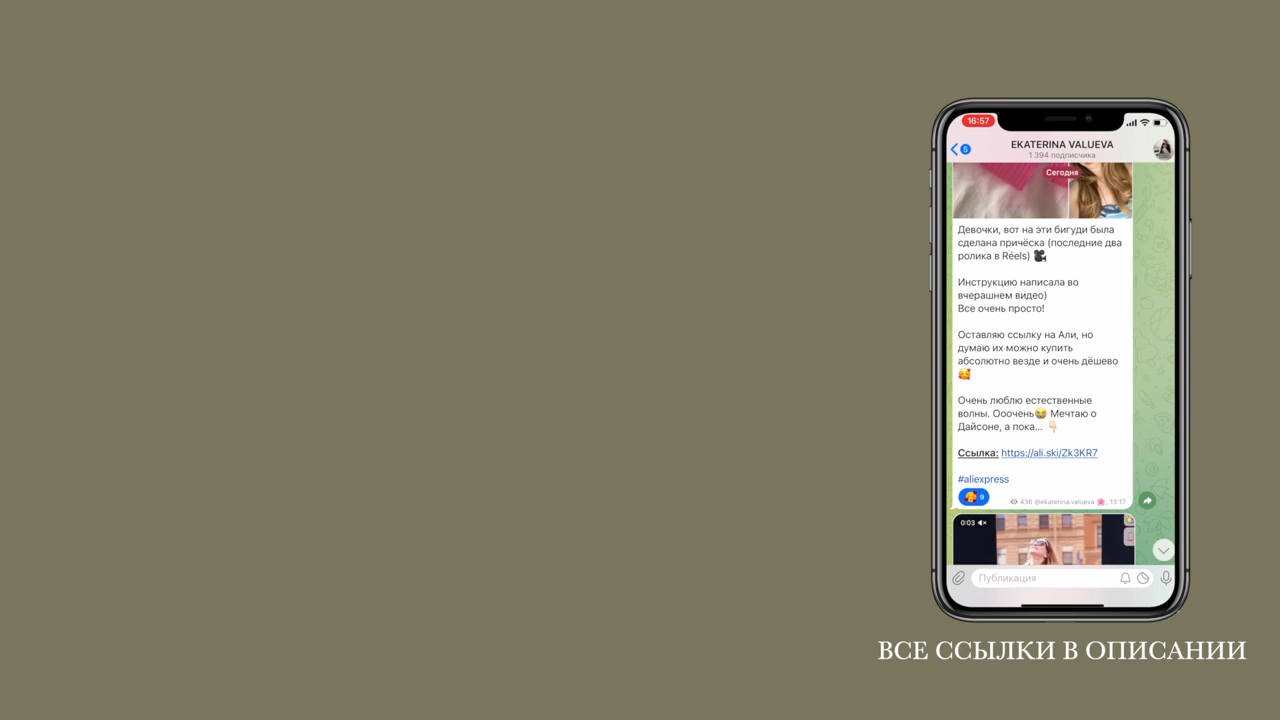 16:57
5
EKATERINA VALUEVA
1 394 подписчика
Сегодня
Девочки, вот на эти бигуди была
сделана причёска (последние два
ролика в Réels) 🎥
Инструкцию написала во
вчерашнем видео)
Все очень просто!
Оставляю ссылку на Али, но
думаю их можно купить
абсолютно везде и очень дёшево
🥰
Очень люблю естественные
волны. Ооочень😭 Мечтаю о
Дайсоне, а пока... 👇🏻
Ссылка: https://ali.ski/Zk3KR7
#aliexpress
🥰 9
436 @ekaterina.valueva 🌸, 13:17
0:03
Публикация
ВСЕ ССЫЛКИ В ОПИСАНИИ